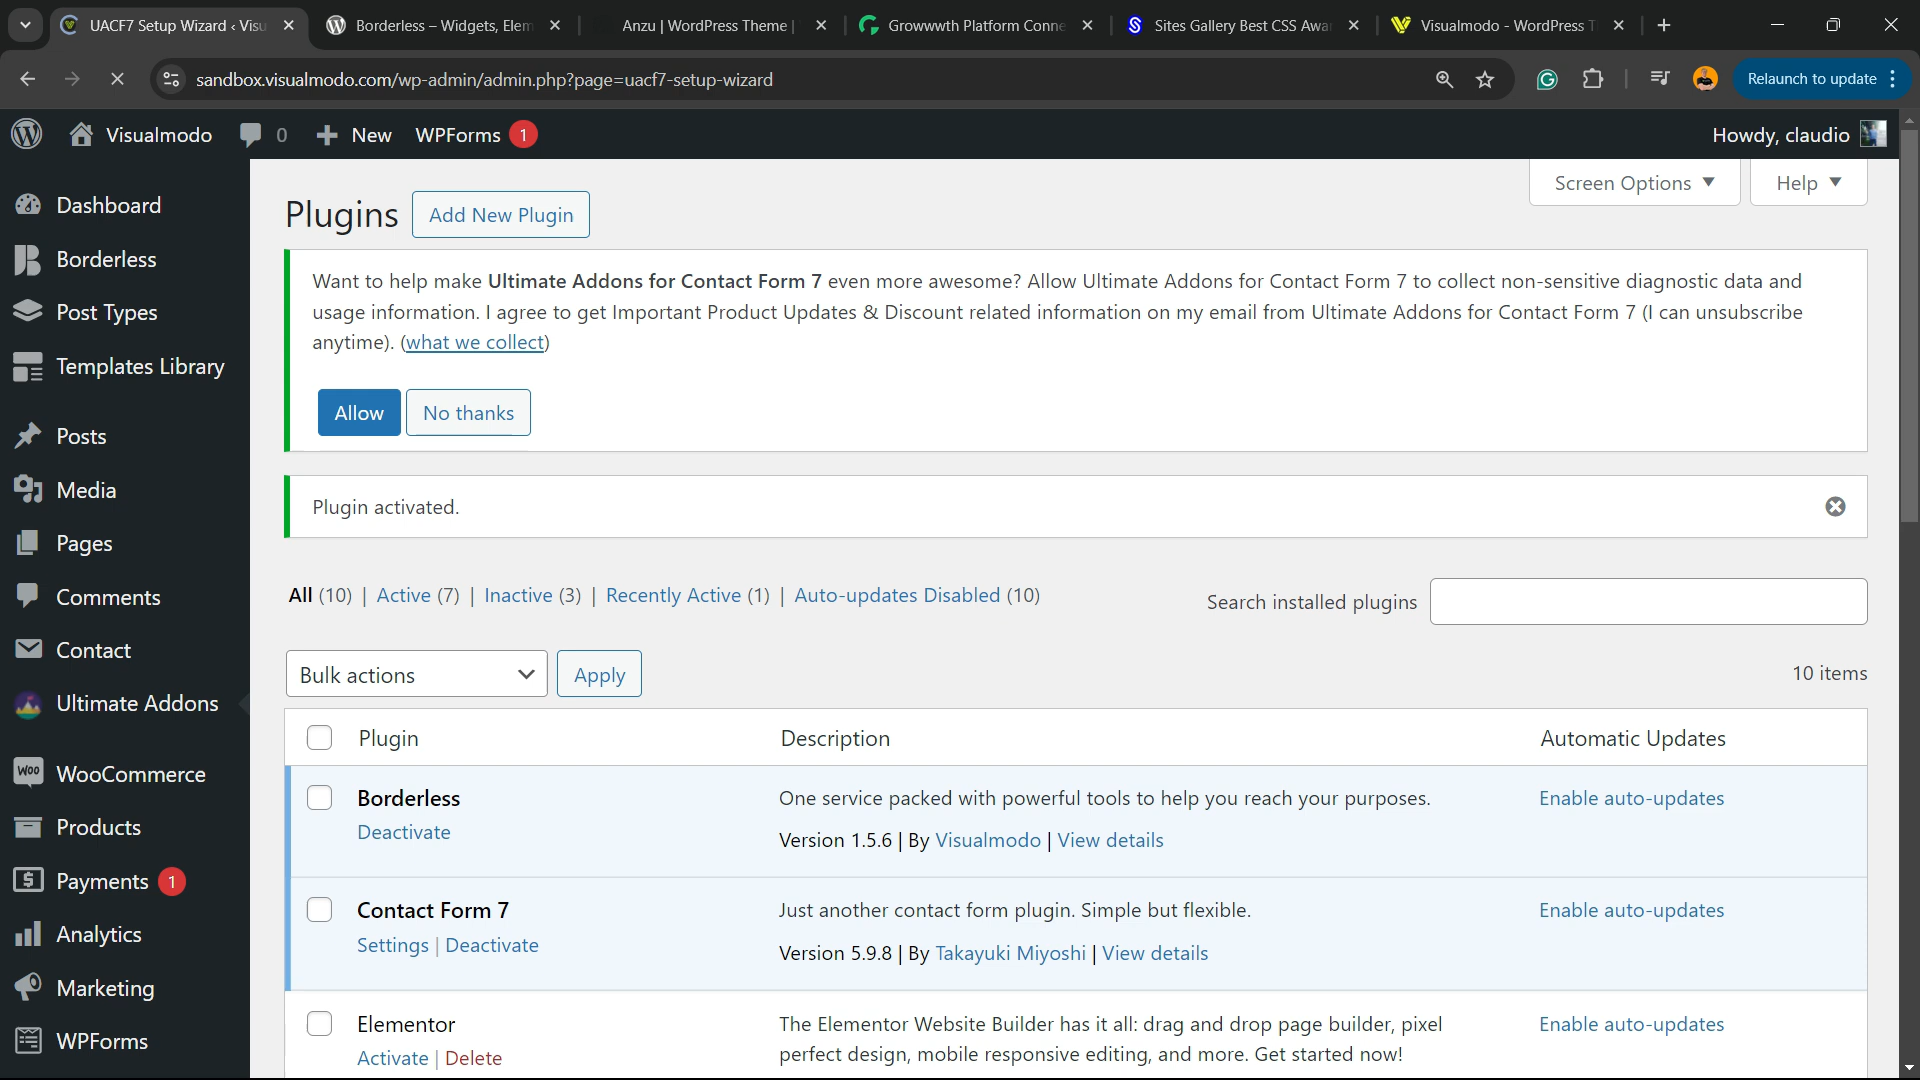 UACF7 Setup Wizard ‹ Visu
Borderless – Widgets, Elem
Anzu | WordPress Theme |
Growwwth Platform Conne
Sites Gallery Best CSS Awa
Visualmodo - WordPress T
sandbox.visualmodo.com/wp-admin/admin.php?page=uacf7-setup-wizard
Relaunch to update
Visualmodo
0
New
WPForms 1
Howdy, claudio
Dashboard
Borderless
Post Types
Templates Library
Posts
Media
Pages
Comments
Contact
Ultimate Addons
WOO WooCommerce
Products
Payments 1
Analytics
Marketing
WPForms
Screen Options
Help
Plugins
Add New Plugin
Want to help make Ultimate Addons for Contact Form 7 even more awesome? Allow Ultimate Addons for Contact Form 7 to collect non-sensitive diagnostic data and
usage information. I agree to get Important Product Updates & Discount related information on my email from Ultimate Addons for Contact Form 7 (I can unsubscribe
anytime). (what we collect)
Allow
No thanks
Plugin activated.
All (10) | Active (7) | Inactive (3) | Recently Active (1) | Auto-updates Disabled (10)
Search installed plugins
Bulk actions
Apply
10 items
Plugin
Description
Automatic Updates
Borderless
Deactivate
One service packed with powerful tools to help you reach your purposes.
Version 1.5.6 | By Visualmodo | View details
Enable auto-updates
Contact Form 7
Settings | Deactivate
Just another contact form plugin. Simple but flexible.
Version 5.9.8 | By Takayuki Miyoshi | View details
Enable auto-updates
Elementor
Activate | Delete
The Elementor Website Builder has it all: drag and drop page builder, pixel
perfect design, mobile responsive editing, and more. Get started now!
Enable auto-updates